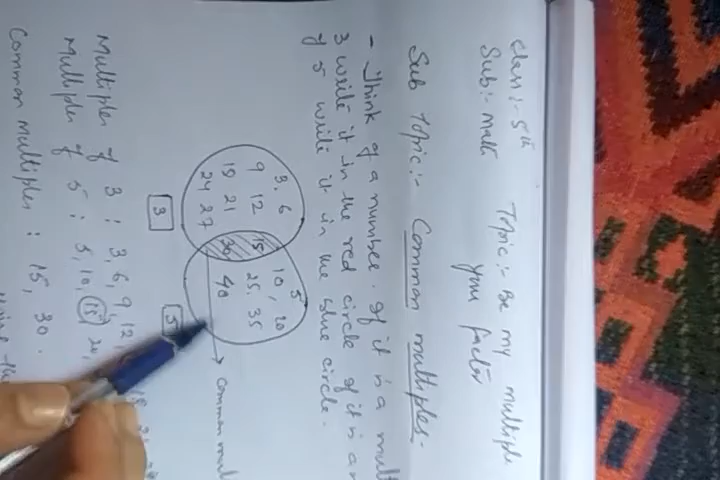 Class:- 5th Topic:- Be my multiple
Sub:- math you factor
Sub Topic:- Common multiples.
- Think of a number. If it is a mult
3 write it in the red circle if it is a
of 5 write it in the blue circle.
3. 6
9 12
21
24 27
15
30
5
10, 20
25. 35
40
3
5
common mul
Multiples of 3 : 3, 6, 9, 12,
Multiples of 5 : 5, 10, 15, 20,
Common multiples : 15, 30.